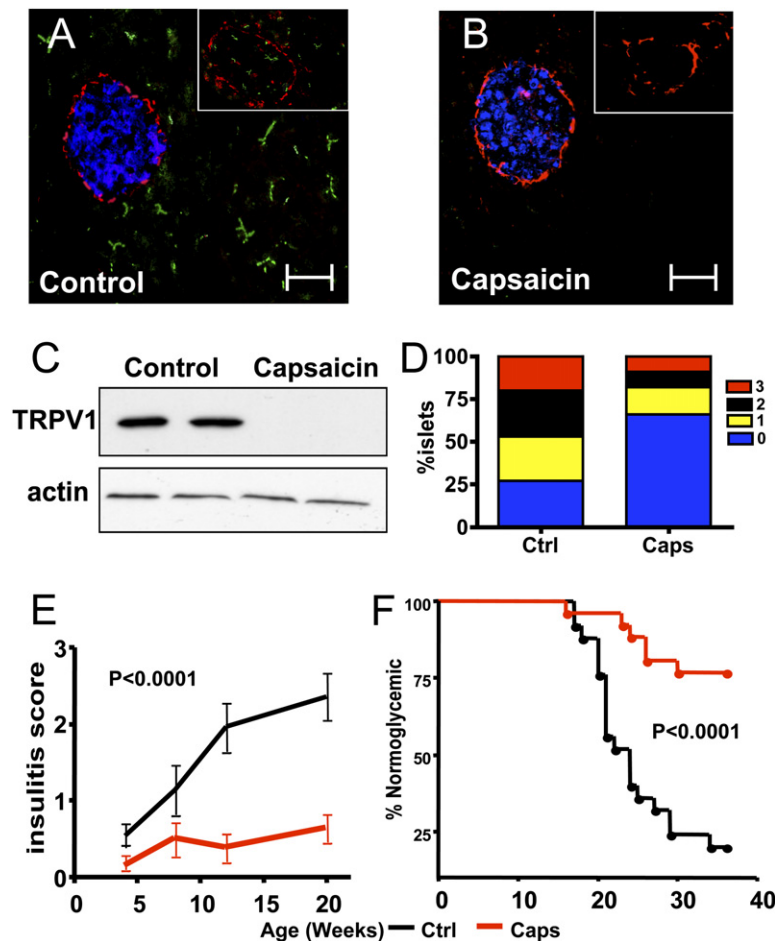 A
Control
B
Capsaicin
C
Control Capsaicin
TRPV1
actin
D
100
75
50
25
0
%islets
Ctrl Caps
3
2
1
0
E
3
2
1
0
insulitis score
P<0.0001
0 5 10 15 20
F
100
75
50
25
% Normoglycemic
P<0.0001
0 10 20 30 40
Age (Weeks) Ctrl Caps